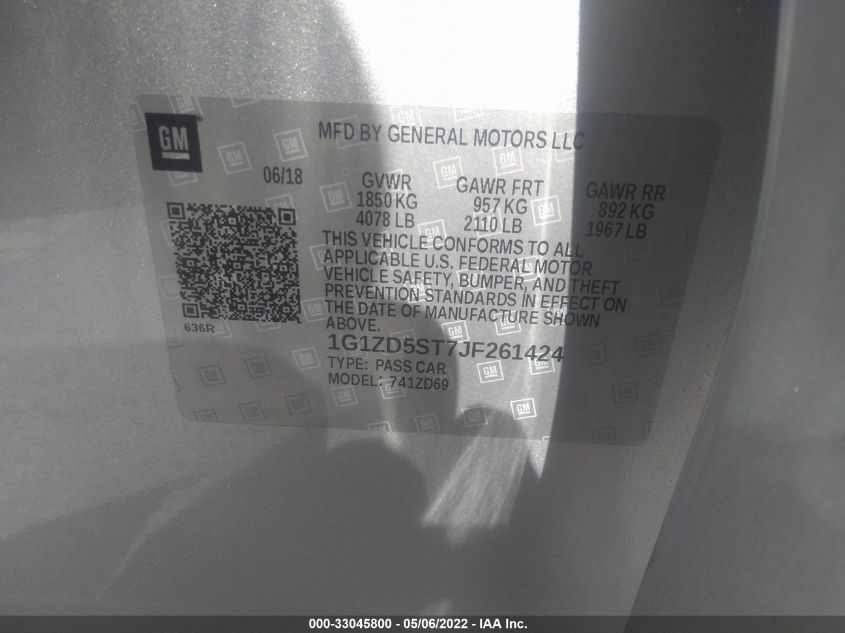 GM
MFD BY GENERAL MOTORS LLC
06/18
GVWR
1850 KG
4078 LB
GAWR FRT
957 KG
2110 LB
GAWR RR
892 KG
1967 LB
THIS VEHICLE CONFORMS TO ALL
APPLICABLE U.S. FEDERAL MOTOR
VEHICLE SAFETY, BUMPER, AND THEFT
PREVENTION STANDARDS IN EFFECT ON
THE DATE OF MANUFACTURE SHOWN
ABOVE.
636R
1G1ZD5ST7JF261424
TYPE: PASS CAR
MODEL: 741ZD69
000-33045800 - 05/06/2022 - IAA Inc.